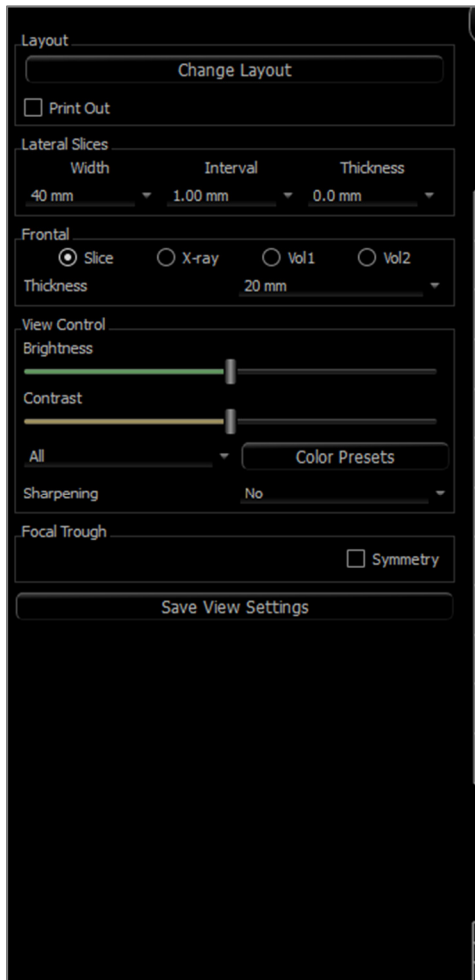 Layout
Change Layout
Print Out
Lateral Slices
Width Interval Thickness
40 mm 1.00 mm 0.0 mm
Frontal
Slice X-ray Vol1 Vol2
Thickness 20 mm
View Control
Brightness
Contrast
All Color Presets
Sharpening No
Focal Trough
Symmetry
Save View Settings